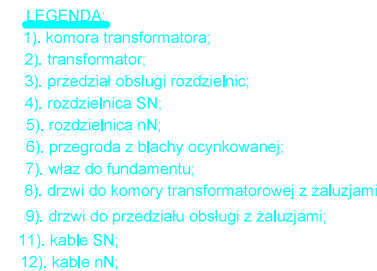 LEGENDA:
1). komora transformatora;
2). transformator;
3). przedział obsługi rozdzielnic;
4). rozdzielnica SN;
5). rozdzielnica nN;
6). przegroda z blachy ocynkowanej;
7). właz do fundamentu;
8). drzwi do komory transformatorowej z żaluzjami
9). drzwi do przedziału obsługi z żaluzjami;
11). kable SN;
12). kable nN;